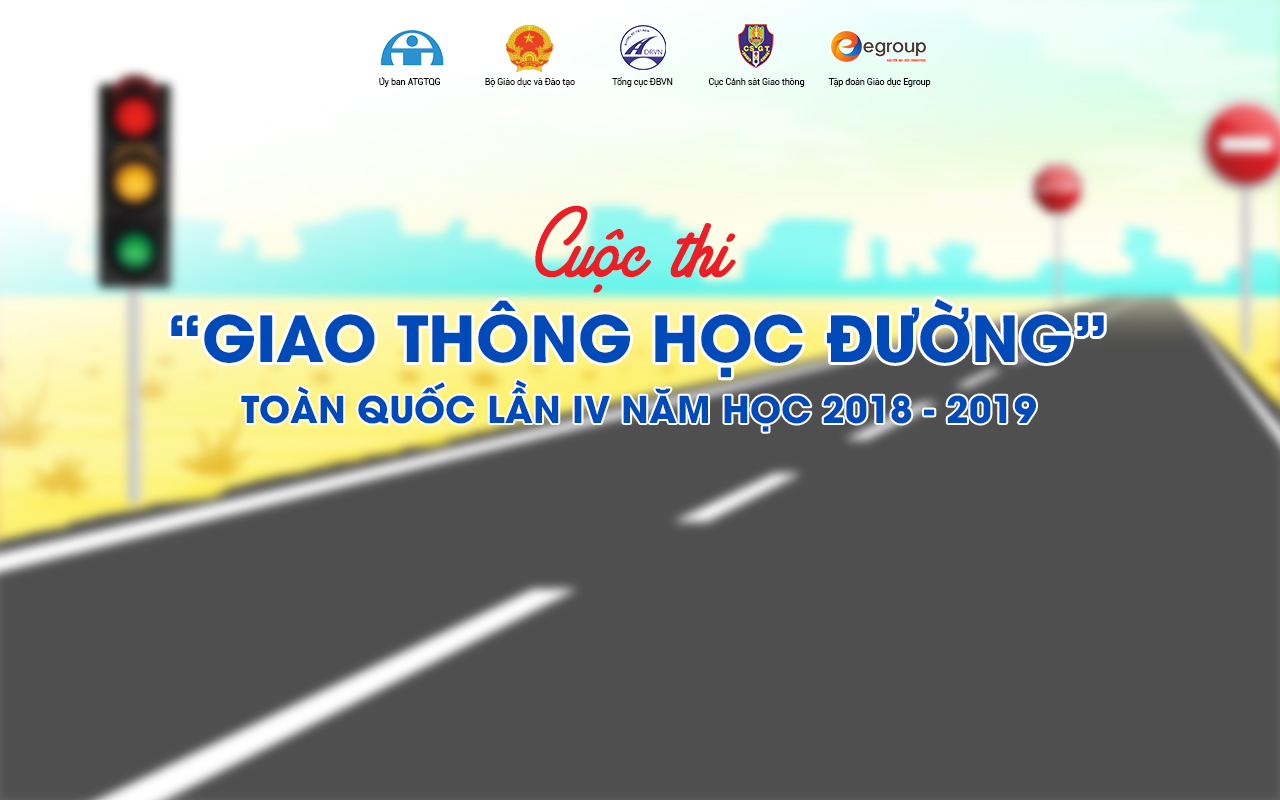 A
ĐRVN
C.S.G.T
egroup
Ủy ban ATGTQG
Bộ Giáo dục và Đào tạo
Tổng cục ĐBVN
Cục Cảnh sát Giao thông
Tập đoàn Giáo dục Egroup
Cuộc thi
“GIAO THÔNG HỌC ĐƯỜNG”
TOÀN QUỐC LẦN IV NĂM HỌC 2018 - 2019